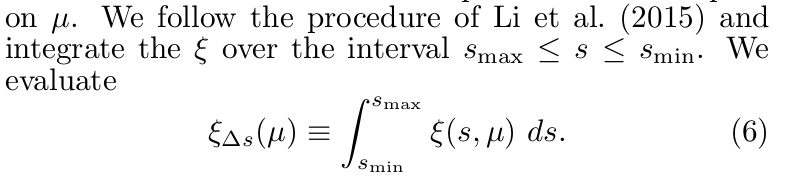 on μ. We follow the procedure of Li et al. (2015) and
integrate the ξ over the interval s_max ≤ s ≤ s_min. We
evaluate
ξ_Δs(μ) ≡ ∫_{s_min}^{s_max} ξ(s, μ) ds. (6)